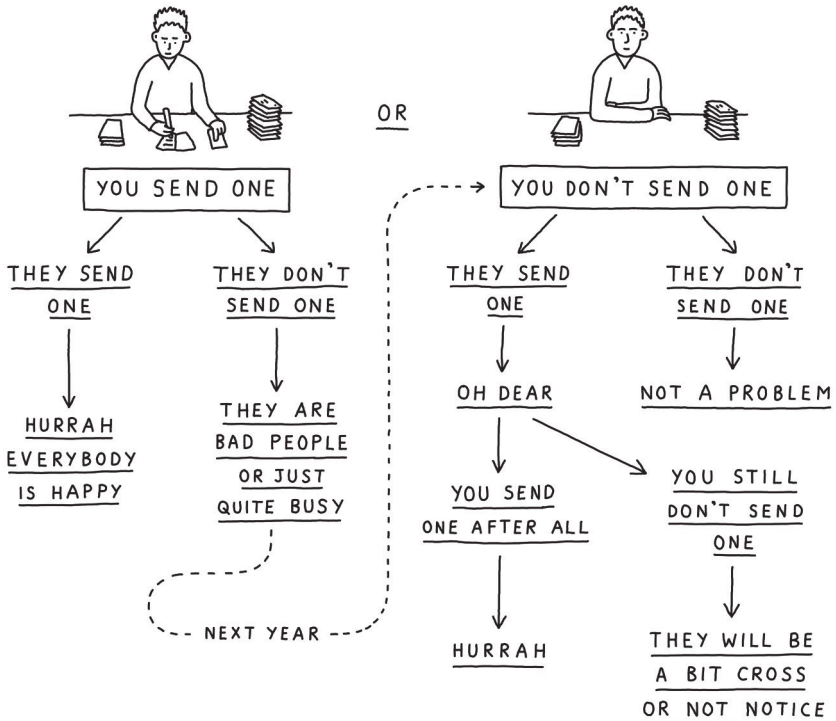 OR
YOU SEND ONE
THEY SEND
ONE
HURRAH
EVERYBODY
IS HAPPY
THEY DON'T
SEND ONE
THEY ARE
BAD PEOPLE
OR JUST
QUITE BUSY
NEXT YEAR
YOU DON'T SEND ONE
THEY SEND
ONE
OH DEAR
YOU SEND
ONE AFTER ALL
HURRAH
YOU STILL
DON'T SEND
ONE
THEY WILL BE
A BIT CROSS
OR NOT NOTICE
THEY DON'T
SEND ONE
NOT A PROBLEM